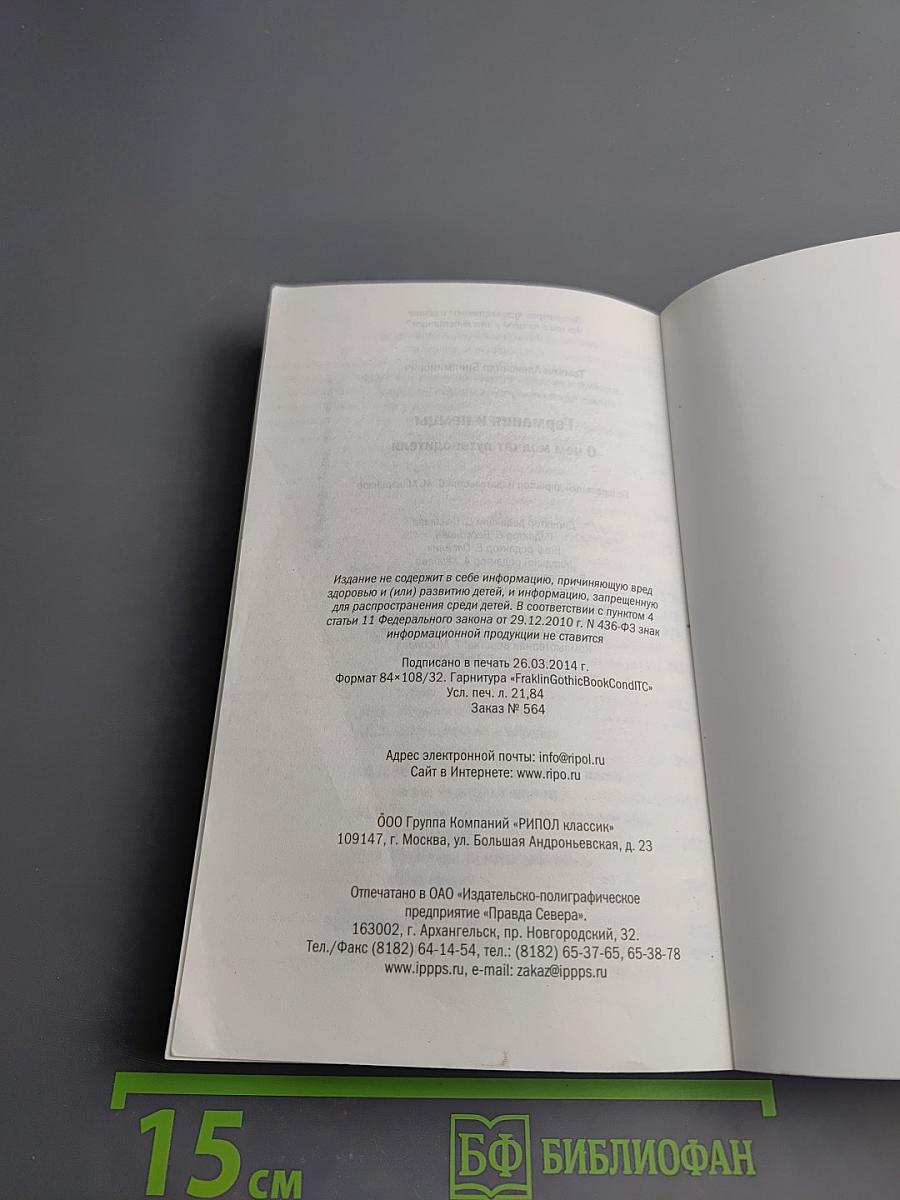 Германия и немцы
О чем молчат путеводители
Издание не содержит в себе информацию, причиняющую вред
здоровью и (или) развитию детей, и информацию, запрещенную
для распространения среди детей. В соответствии с пунктом 4
статьи 11 Федерального закона от 29.12.2010 г. N 436-ФЗ знак
информационной продукции не ставится
Подписано в печать 26.03.2014 г.
Формат 84×108/32. Гарнитура «FraklinGothicBookCondITC»
Усл. печ. л. 21,84
Заказ № 564
Адрес электронной почты: info@ripol.ru
Сайт в Интернете: www.ripo.ru
ООО Группа Компаний «РИПОЛ классик»
109147, г. Москва, ул. Большая Андроньевская, д. 23
Отпечатано в ОАО «Издательско-полиграфическое
предприятие «Правда Севера».
163002, г. Архангельск, пр. Новгородский, 32.
Тел./Факс (8182) 64-14-54, тел.: (8182) 65-37-65, 65-38-78
www.ippps.ru, e-mail: zakaz@ippps.ru
15 см
БФ БИБЛИОФАН